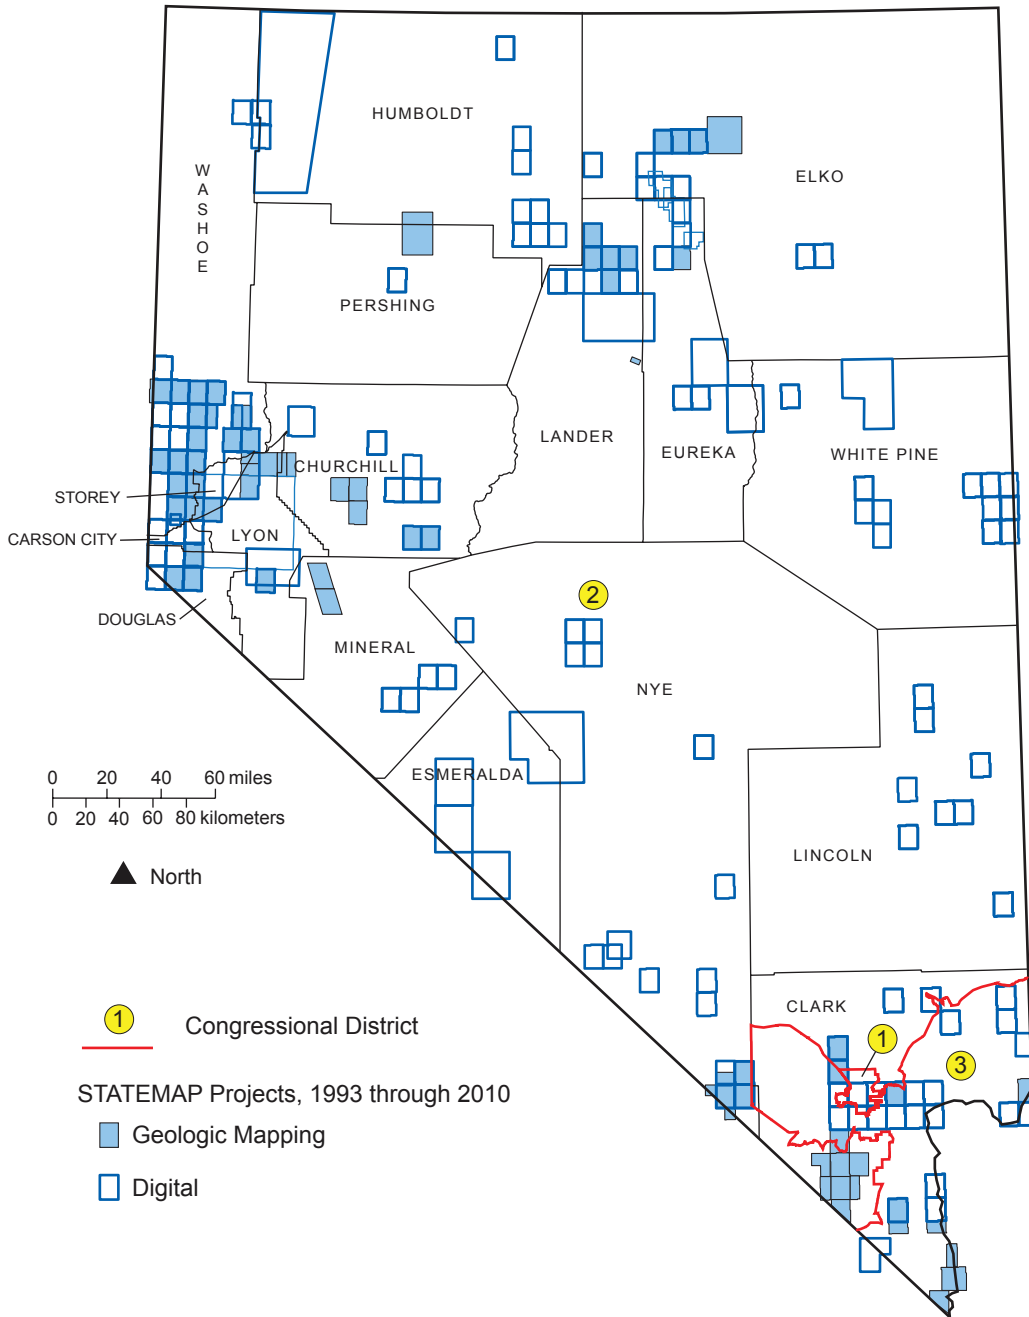 HUMBOLDT
ELKO
WASHOE
PERSHING
LANDER
EUREKA
WHITE PINE
CHURCHILL
STOREY
CARSON CITY
LYON
DOUGLAS
2
MINERAL
NYE
ESMERALDA
0 20 40 60 miles
0 20 40 60 80 kilometers
North
LINCOLN
CLARK
1
3
1 Congressional District
STATEMAP Projects, 1993 through 2010
Geologic Mapping
Digital